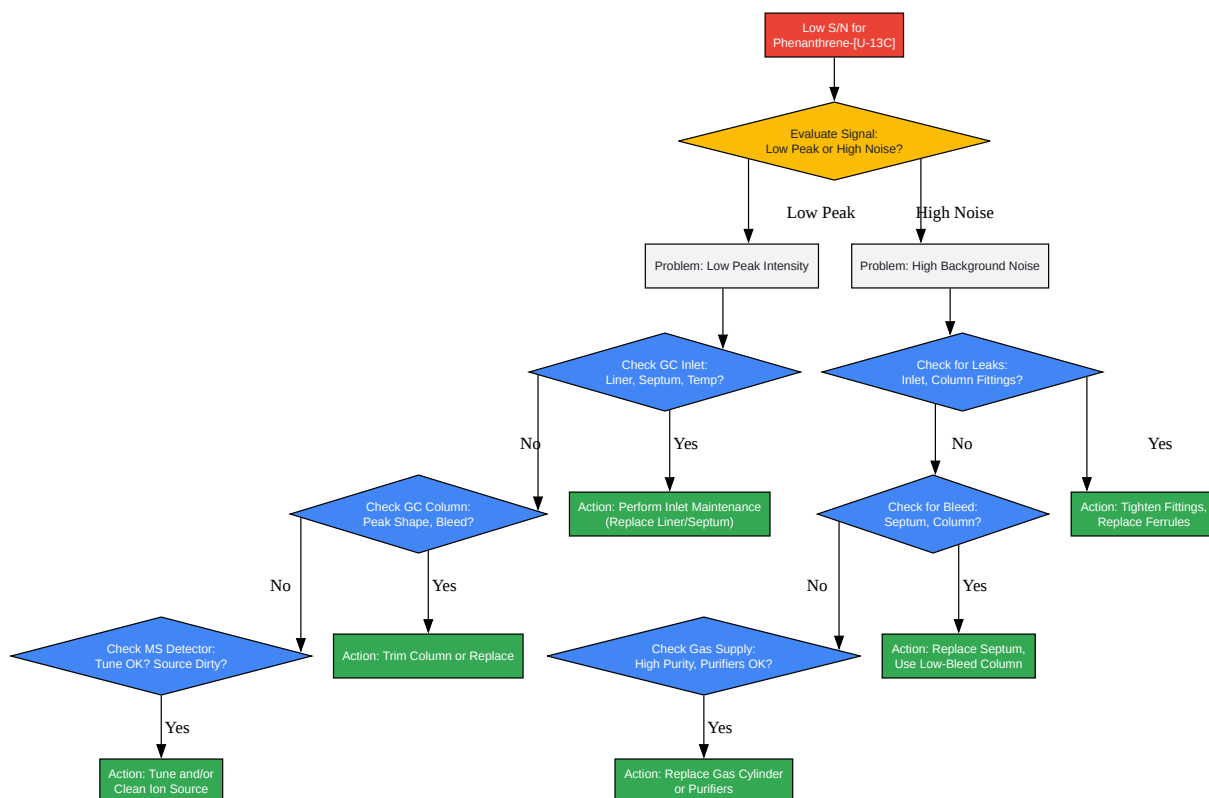 Low S/N for
Phenanthrene-[U-13C]
Evaluate Signal:
Low Peak or High Noise?
Low Peak
High Noise
Problem: Low Peak Intensity
Problem: High Background Noise
Check GC Inlet:
Liner, Septum, Temp?
Check for Leaks:
Inlet, Column Fittings?
No
Yes
No
Yes
Check GC Column:
Peak Shape, Bleed?
Action: Perform Inlet Maintenance
(Replace Liner/Septum)
Check for Bleed:
Septum, Column?
Action: Tighten Fittings,
Replace Ferrules
No
Yes
No
Yes
Check MS Detector:
Tune OK? Source Dirty?
Action: Trim Column or Replace
Check Gas Supply:
High Purity, Purifiers OK?
Action: Replace Septum,
Use Low-Bleed Column
Yes
Yes
Action: Tune and/or
Clean Ion Source
Action: Replace Gas Cylinder
or Purifiers